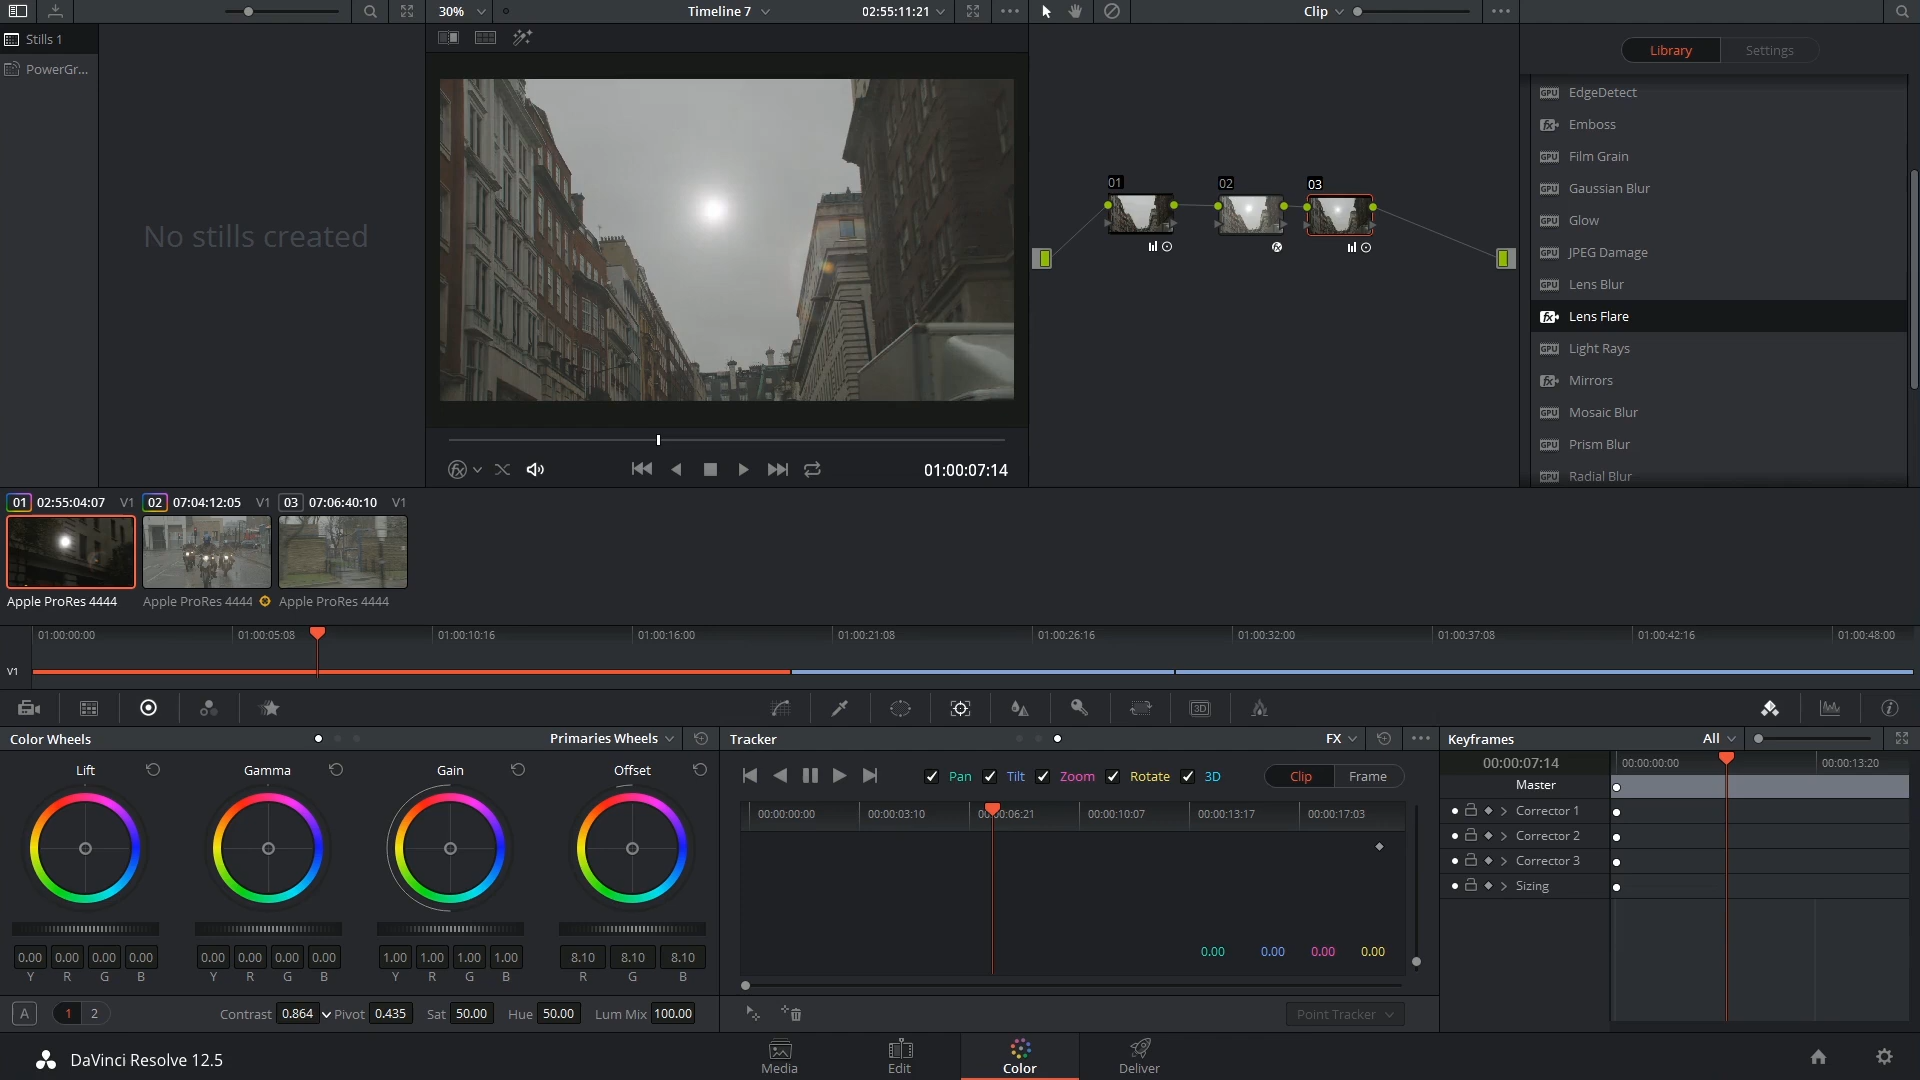 30%
Timeline 7
02:55:11:21
Clip
Stills 1
PowerGr...
No stills created
01
02
03
Library
Settings
EdgeDetect
Emboss
Film Grain
Gaussian Blur
Glow
JPEG Damage
Lens Blur
Lens Flare
Light Rays
Mirrors
Mosaic Blur
Prism Blur
Radial Blur
01:00:07:14
01 02:55:04:07 V1
02 07:04:12:05 V1
03 07:06:40:10 V1
Apple ProRes 4444
Apple ProRes 4444
Apple ProRes 4444
01:00:00:00 01:00:05:08 01:00:10:16 01:00:16:00 01:00:21:08 01:00:26:16 01:00:32:00 01:00:37:08 01:00:42:16 01:00:48:00
V1
3D
Color Wheels
Primaries Wheels
Lift Gamma Gain Offset
0.00 0.00 0.00 0.00
0.00 0.00 0.00 0.00
1.00 1.00 1.00 1.00
8.10 8.10 8.10
Y R G B
Y R G B
Y R G B
R G B
A 1 2
Contrast 0.864 Pivot 0.435 Sat 50.00 Hue 50.00 Lum Mix 100.00
Tracker
FX
Pan Tilt Zoom Rotate 3D
Clip Frame
00:00:00:00 00:00:03:10 00:00:06:21 00:00:10:07 00:00:13:17 00:00:17:03
0.00 0.00 0.00 0.00
Point Tracker
Keyframes
All
00:00:07:14
00:00:00:00 00:00:13:20
Master
Corrector 1
Corrector 2
Corrector 3
Sizing
DaVinci Resolve 12.5
Media
Edit
Color
Deliver